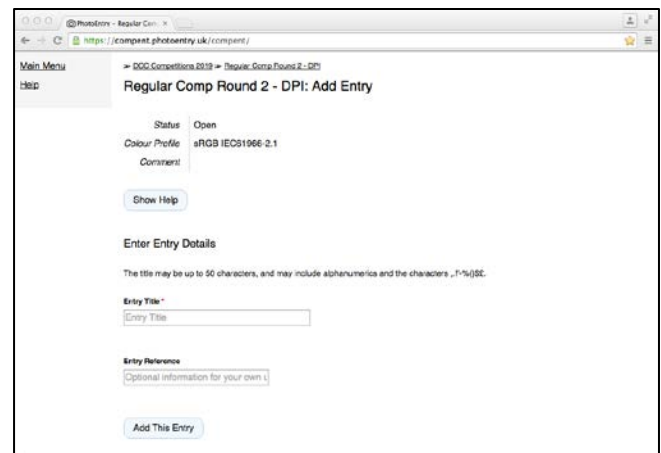 PhotoEntry - Regular Com
https://compent.photoentry.uk/compent/
Main Menu
Help
DCC Competitions 2019
Regular Comp Round 2 - DPI
Regular Comp Round 2 - DPI: Add Entry
Status Open
Colour Profile sRGB IEC61966-2.1
Comment
Show Help
Enter Entry Details
The title may be up to 50 characters, and may include alphanumerics and the characters
Entry Title *
Entry Title
Entry Reference
Optional information for your own
Add This Entry